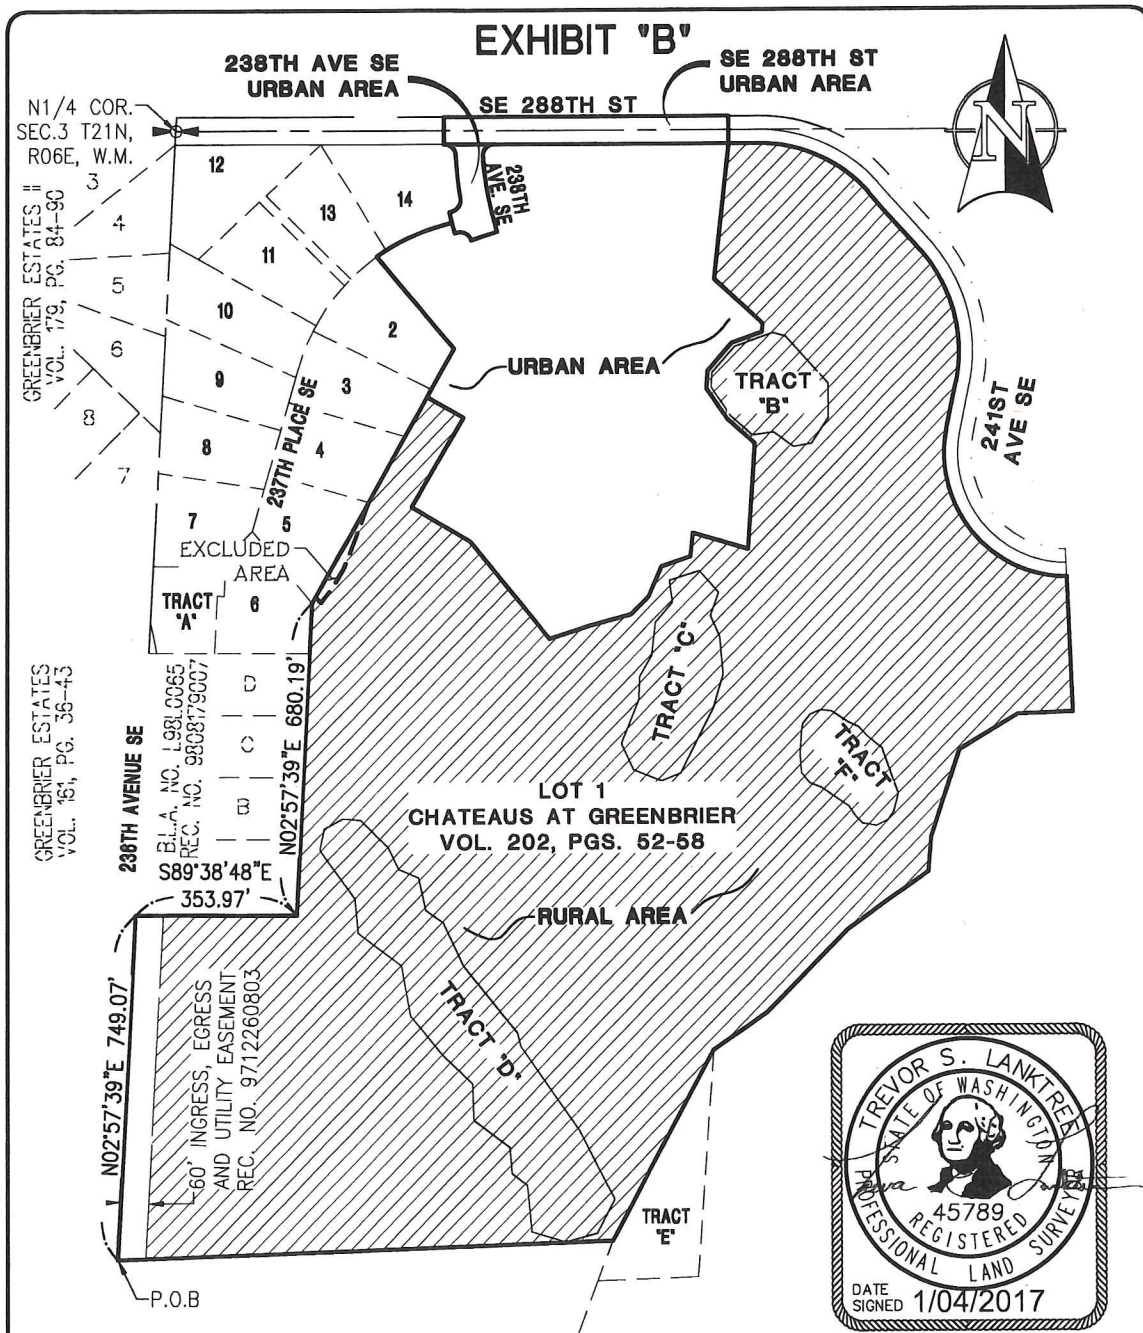 EXHIBIT "B"
238TH AVE SE
URBAN AREA
SE 288TH ST
URBAN AREA
SE 288TH ST
N1/4 COR.
SEC.3 T21N,
R06E, W.M.
N
238TH
AVE. SE
GREENBRIER ESTATES II
VOL. 179, PG. 84-90
3
4
5
6
8
7
12
13
14
11
10
2
9
3
8
4
7
5
6
237TH PLACE SE
URBAN AREA
TRACT
"B"
241ST
AVE SE
EXCLUDED
AREA
TRACT
"A"
GREENBRIER ESTATES
VOL. 161, PG. 36-43
236TH AVENUE SE
B.L.A. NO. L98L0065
REC. NO. 9808179007
D
C
B
N02°57'39"E 680.19'
S89°38'48"E
353.97'
TRACT "C"
TRACT
"F"
LOT 1
CHATEAUS AT GREENBRIER
VOL. 202, PGS. 52-58
RURAL AREA
TRACT "D"
N02°57'39"E 749.07'
60' INGRESS, EGRESS
AND UTILITY EASEMENT
REC. NO. 9712260803
TRACT
"E"
P.O.B
TREVOR S. LANKTREE
STATE OF WASHINGTON
45789
REGISTERED
PROFESSIONAL LAND SURVEYOR
DATE
SIGNED 1/04/2017